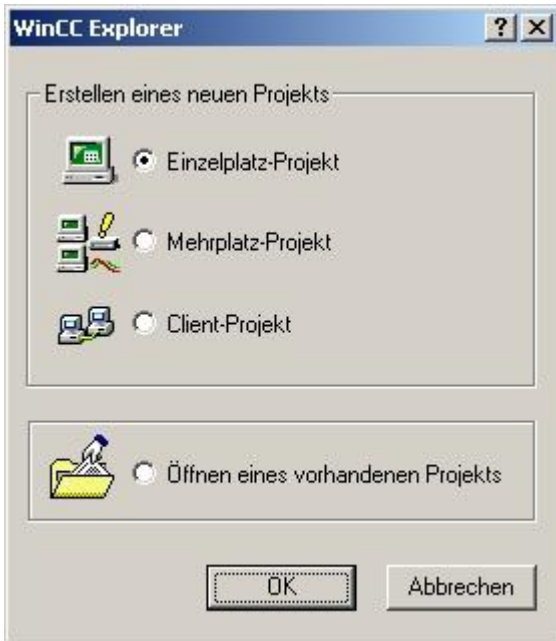 WinCC Explorer
Erstellen eines neuen Projekts
Einzelplatz-Projekt
Mehrplatz-Projekt
Client-Projekt
Öffnen eines vorhandenen Projekts
OK Abbrechen